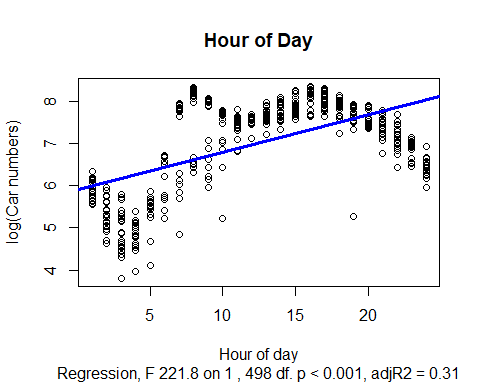 Hour of Day
log(Car numbers)
8
7
6
5
4
5
10
15
20
Hour of day
Regression, F 221.8 on 1 , 498 df. p < 0.001, adjR2 = 0.31